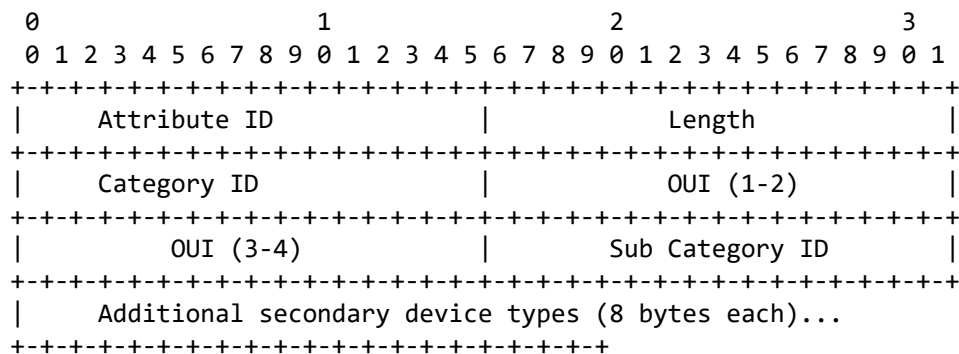 0                   1                   2                   3
 0 1 2 3 4 5 6 7 8 9 0 1 2 3 4 5 6 7 8 9 0 1 2 3 4 5 6 7 8 9 0 1
+-+-+-+-+-+-+-+-+-+-+-+-+-+-+-+-+-+-+-+-+-+-+-+-+-+-+-+-+-+-+-+-+
|     Attribute ID              |            Length             |
+-+-+-+-+-+-+-+-+-+-+-+-+-+-+-+-+-+-+-+-+-+-+-+-+-+-+-+-+-+-+-+-+
|     Category ID               |            OUI (1-2)          |
+-+-+-+-+-+-+-+-+-+-+-+-+-+-+-+-+-+-+-+-+-+-+-+-+-+-+-+-+-+-+-+-+
|          OUI (3-4)            |        Sub Category ID        |
+-+-+-+-+-+-+-+-+-+-+-+-+-+-+-+-+-+-+-+-+-+-+-+-+-+-+-+-+-+-+-+-+
|     Additional secondary device types (8 bytes each)...
+-+-+-+-+-+-+-+-+-+-+-+-+-+-+-+-+-+-+-+-+